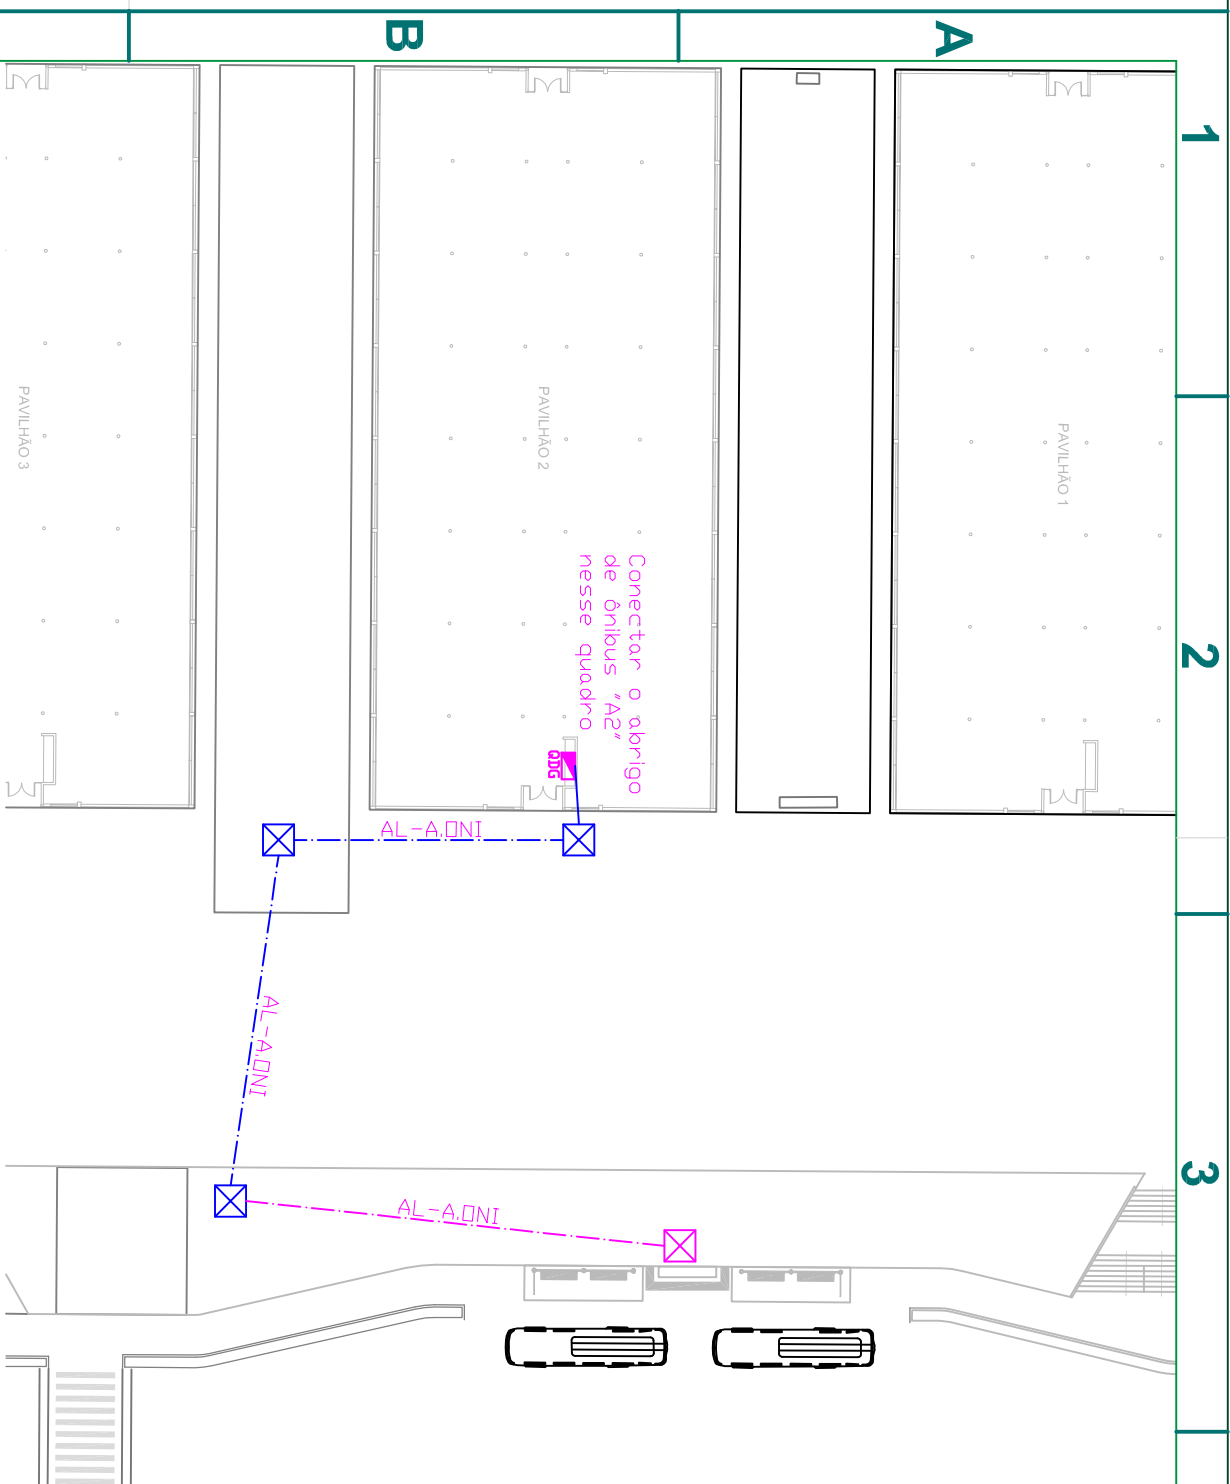 B
A
1
2
3
PAVILHÃO 3
PAVILHÃO 2
PAVILHÃO 1
Conectar o abrigo
de ônibus "A2"
nesse quadro
QDG
AL-A.ONI
AL-A.ONI
AL-A.ONI